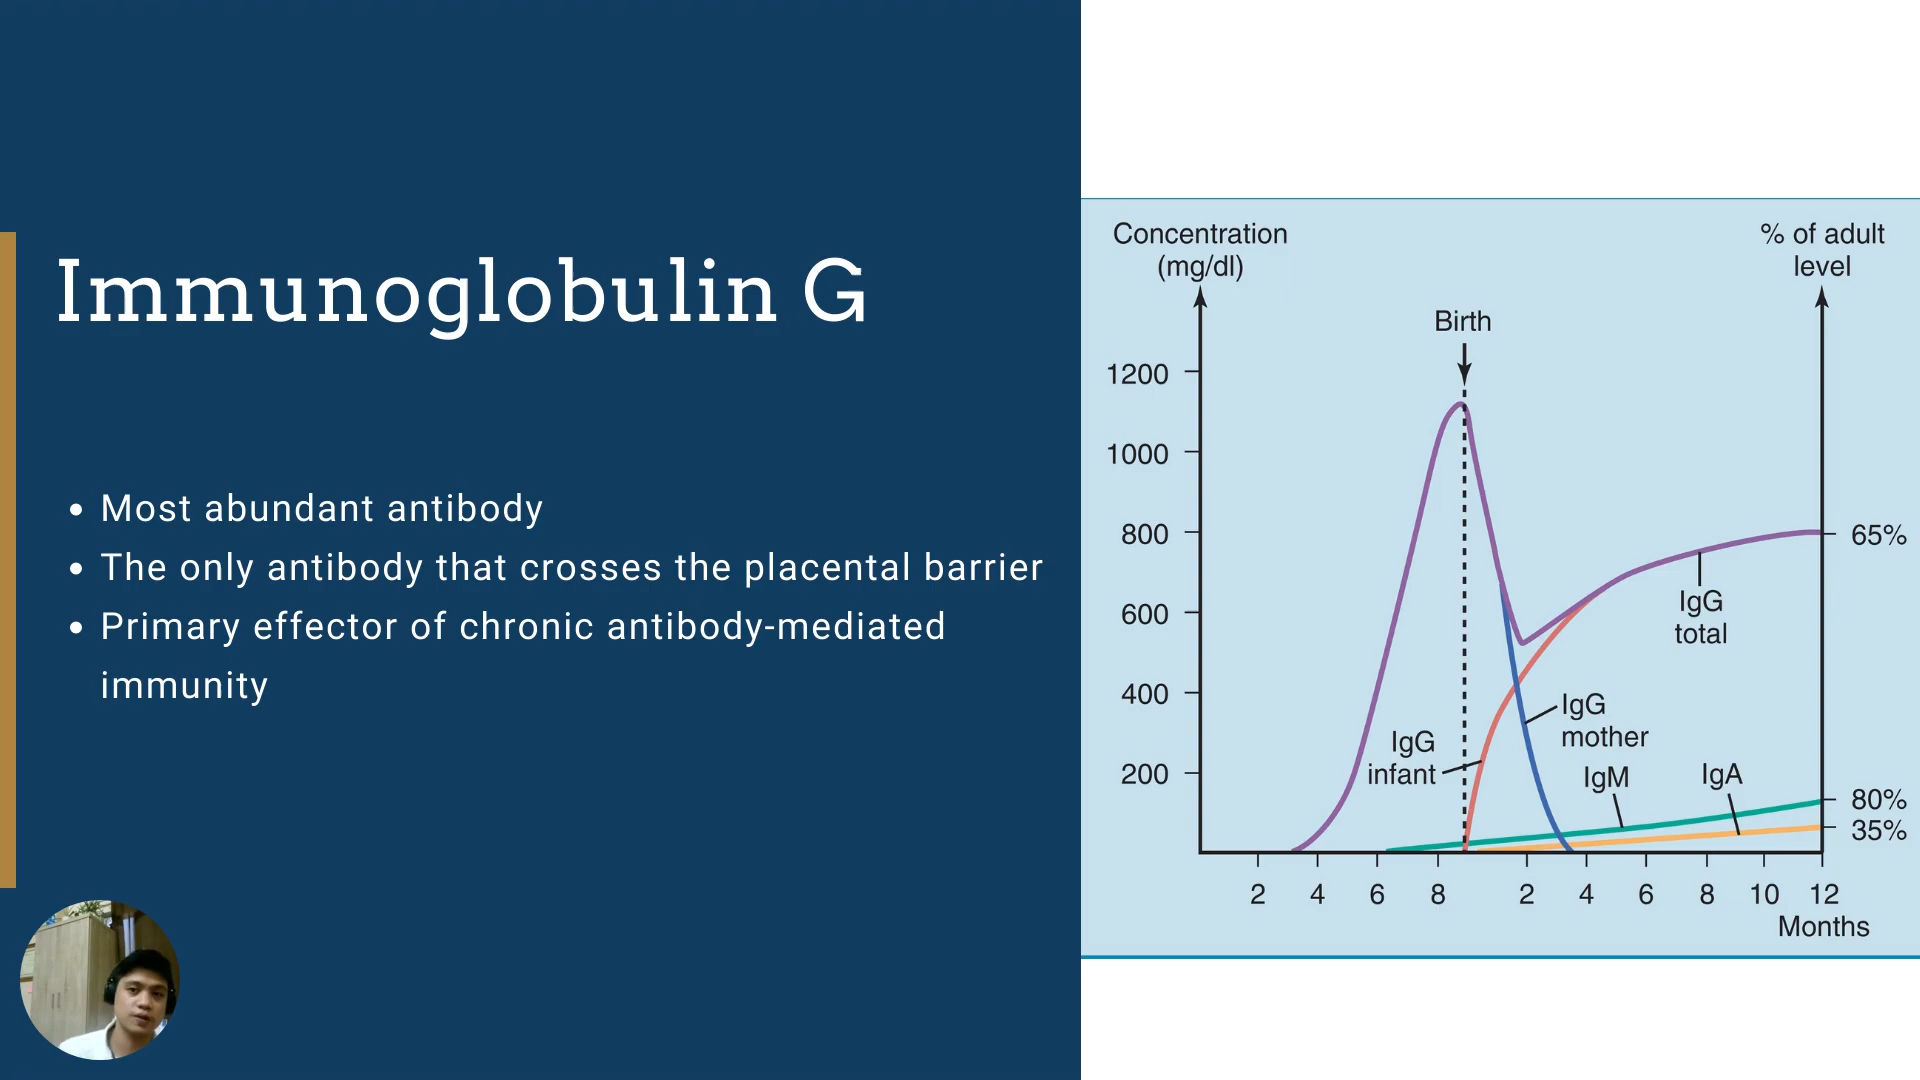 Immunoglobulin G
• Most abundant antibody
• The only antibody that crosses the placental barrier
• Primary effector of chronic antibody-mediated
immunity
Concentration
(mg/dl)
% of adult
level
Birth
1200
1000
800
600
400
200
65%
80%
35%
IgG
total
IgG
mother
IgG
infant
IgM
IgA
2 4 6 8 2 4 6 8 10 12
Months